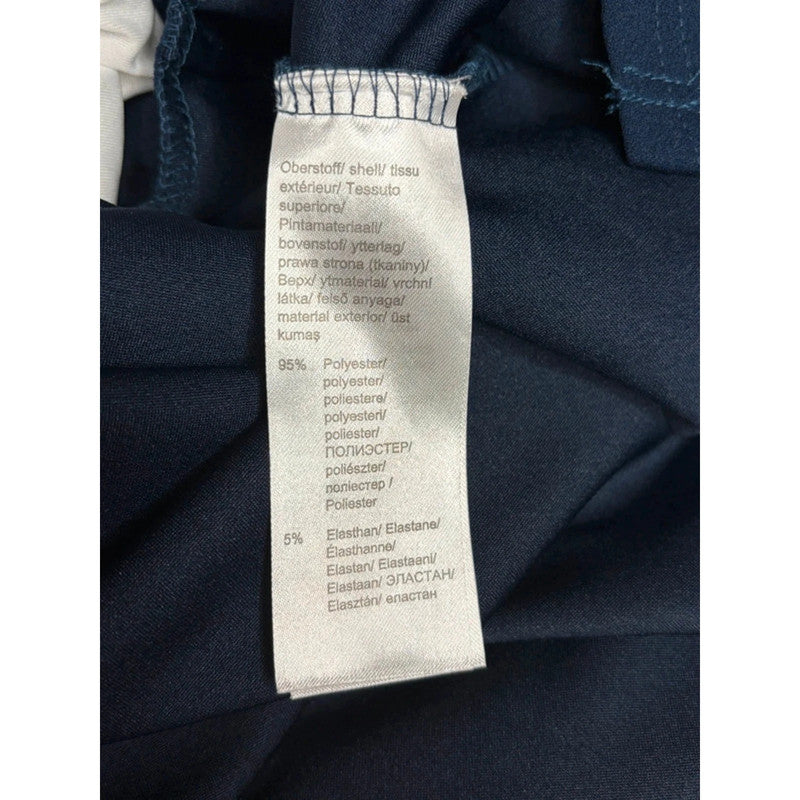 Oberstoff/ shell/ tissu
extérieur/ Tessuto
superiore/
Pintamateriaali/
bovenstof/ ytterlag/
prawa strona (tkaniny)/
Верх/ ytmaterial/ vrchní
látka/ felső anyaga/
material exterior/ üst
kumaş
95% Polyester/
polyester/
poliestere/
polyesteri/
poliester/
ПОЛИЭСТЕР/
poliészter/
поліестер /
Poliester
5% Elasthan/ Elastane/
Élasthanne/
Elastan/ Elastaani/
Elastaan/ ЭЛАСТАН/
Elasztán/ еластан